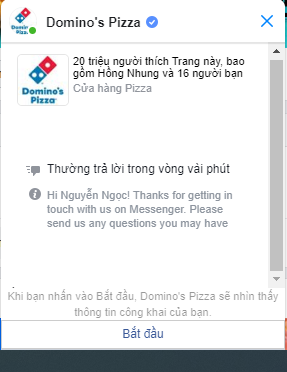 Domino's Pizza
20 triệu người thích Trang này, bao
gồm Hồng Nhung và 16 người bạn
Cửa hàng Pizza
Domino's
Pizza
Thường trả lời trong vòng vài phút
Hi Nguyễn Ngọc! Thanks for getting in
touch with us on Messenger. Please
send us any questions you may have
Khi bạn nhấn vào Bắt đầu, Domino's Pizza sẽ nhìn thấy
thông tin công khai của bạn.
Bắt đầu